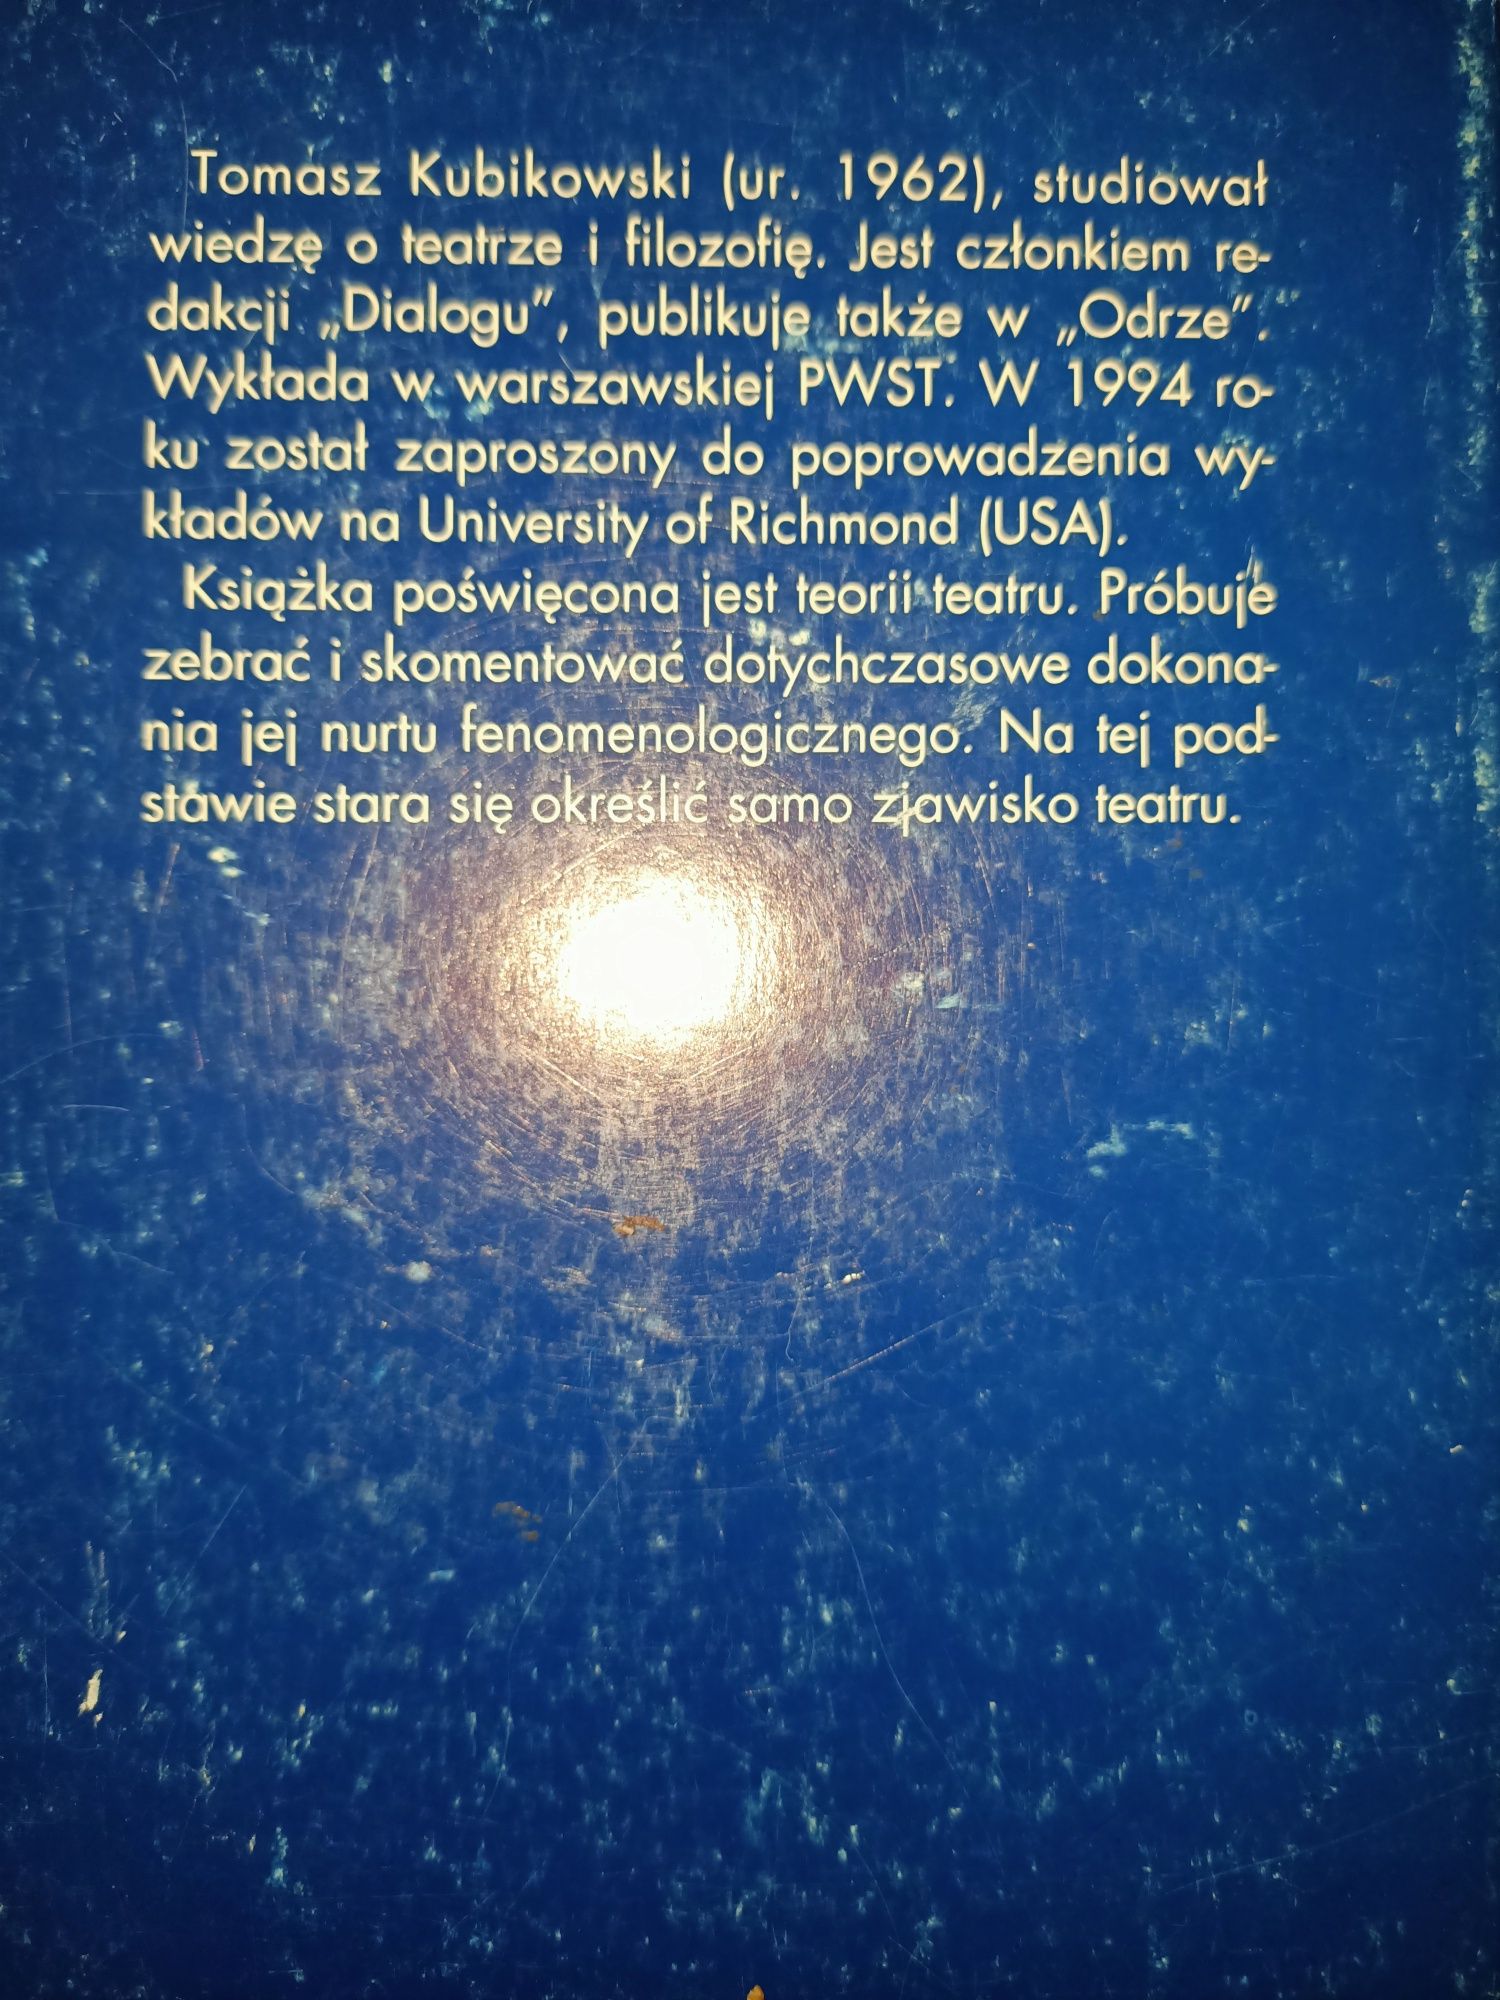 Tomasz Kubikowski (ur. 1962), studiował
wiedzę o teatrze i filozofię. Jest członkiem re-
dakcji „Dialogu”, publikuje także w „Odrze”.
Wykłada w warszawskiej PWST. W 1994 ro-
ku został zaproszony do poprowadzenia wy-
kładów na University of Richmond (USA).
Książka poświęcona jest teorii teatru. Próbuje
zebrać i skomentować dotychczasowe dokona-
nia jej nurtu fenomenologicznego. Na tej pod-
stawie stara się określić samo zjawisko teatru.